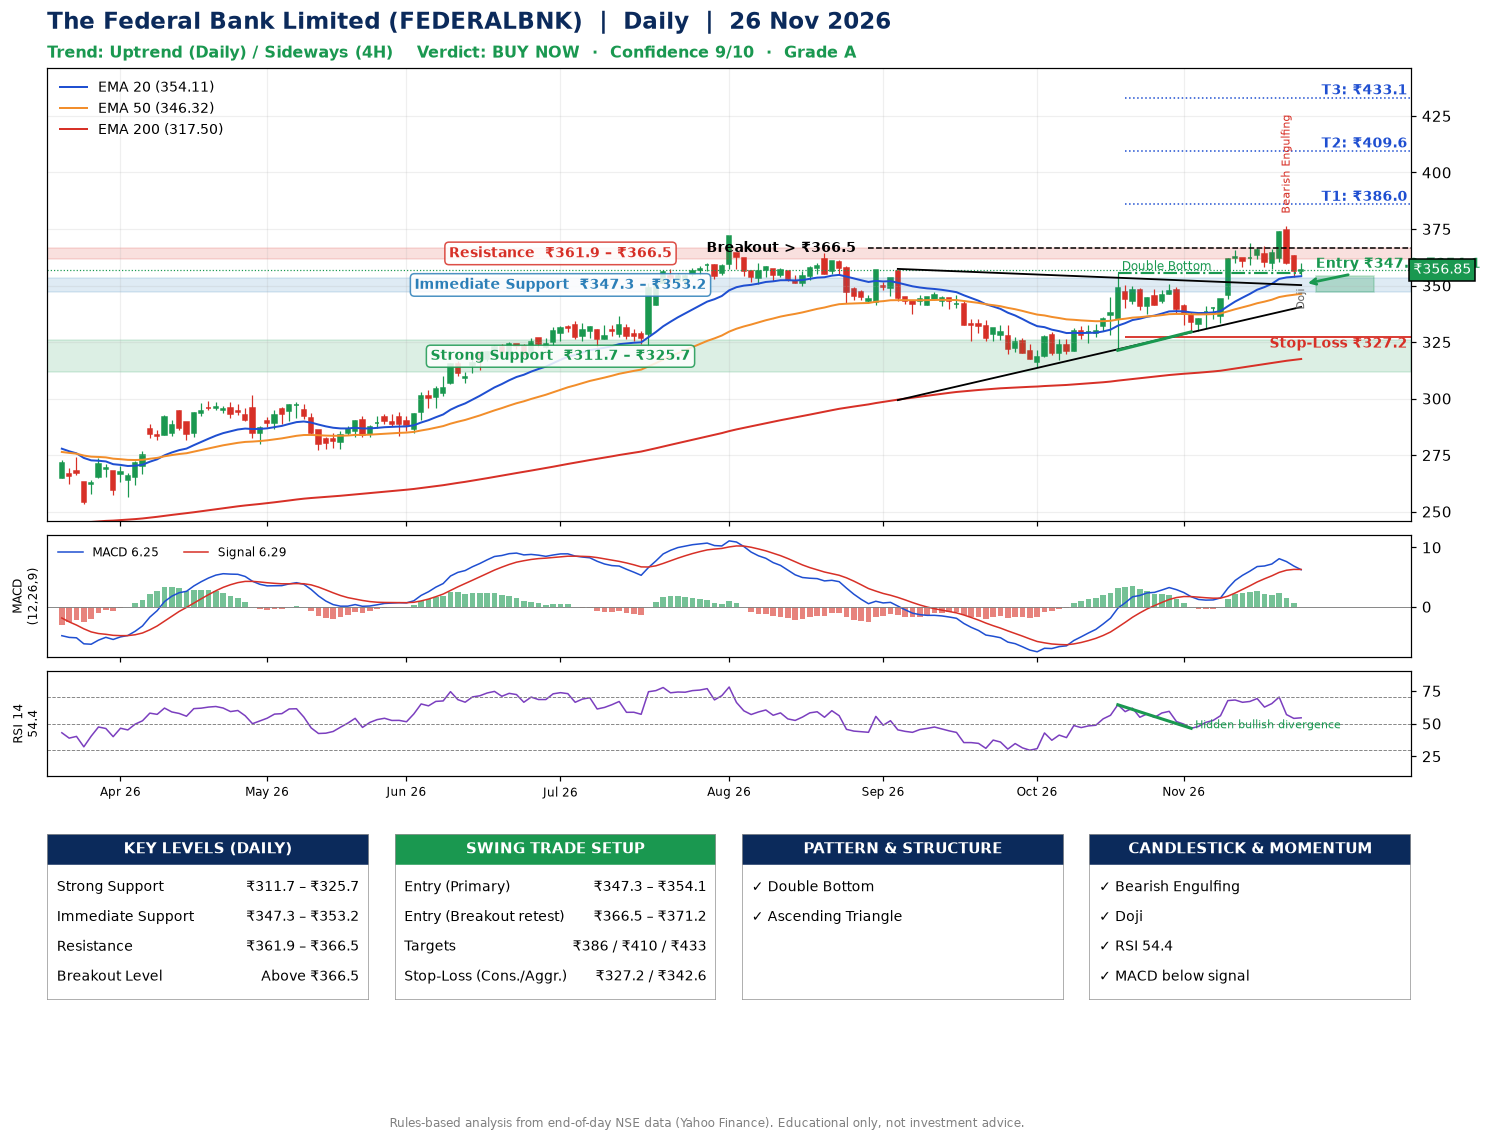 The Federal Bank Limited (FEDERALBNK) | Daily | 26 Nov 2026
Trend: Uptrend (Daily) / Sideways (4H) Verdict: BUY NOW · Confidence 9/10 · Grade A
EMA 20 (354.11)
EMA 50 (346.32)
EMA 200 (317.50)
T3: ₹433.1
T2: ₹409.6
T1: ₹386.0
Bearish Engulfing
Resistance ₹361.9 – ₹366.5
Breakout > ₹366.5
Immediate Support ₹347.3 – ₹353.2
Double Bottom
Entry ₹347.
₹356.85
Doji
Strong Support ₹311.7 – ₹325.7
Stop-Loss ₹327.2
425
400
375
350
325
300
275
250
MACD 6.25
Signal 6.29
MACD
(12,26,9)
10
0
RSI 14
54.4
Hidden bullish divergence
75
50
25
Apr 26
May 26
Jun 26
Jul 26
Aug 26
Sep 26
Oct 26
Nov 26
KEY LEVELS (DAILY)
Strong Support ₹311.7 – ₹325.7
Immediate Support ₹347.3 – ₹353.2
Resistance ₹361.9 – ₹366.5
Breakout Level Above ₹366.5
SWING TRADE SETUP
Entry (Primary) ₹347.3 – ₹354.1
Entry (Breakout retest) ₹366.5 – ₹371.2
Targets ₹386 / ₹410 / ₹433
Stop-Loss (Cons./Aggr.) ₹327.2 / ₹342.6
PATTERN & STRUCTURE
✓ Double Bottom
✓ Ascending Triangle
CANDLESTICK & MOMENTUM
✓ Bearish Engulfing
✓ Doji
✓ RSI 54.4
✓ MACD below signal
Rules-based analysis from end-of-day NSE data (Yahoo Finance). Educational only, not investment advice.